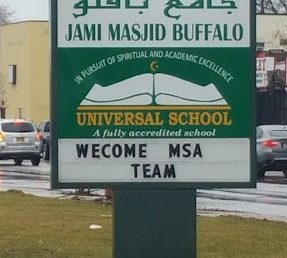 جامع بافلو
JAMI MASJID BUFFALO
IN PURSUIT OF SPIRITUAL AND ACADEMIC EXCELLENCE
UNIVERSAL SCHOOL
A fully accredited school
WECOME MSA
TEAM